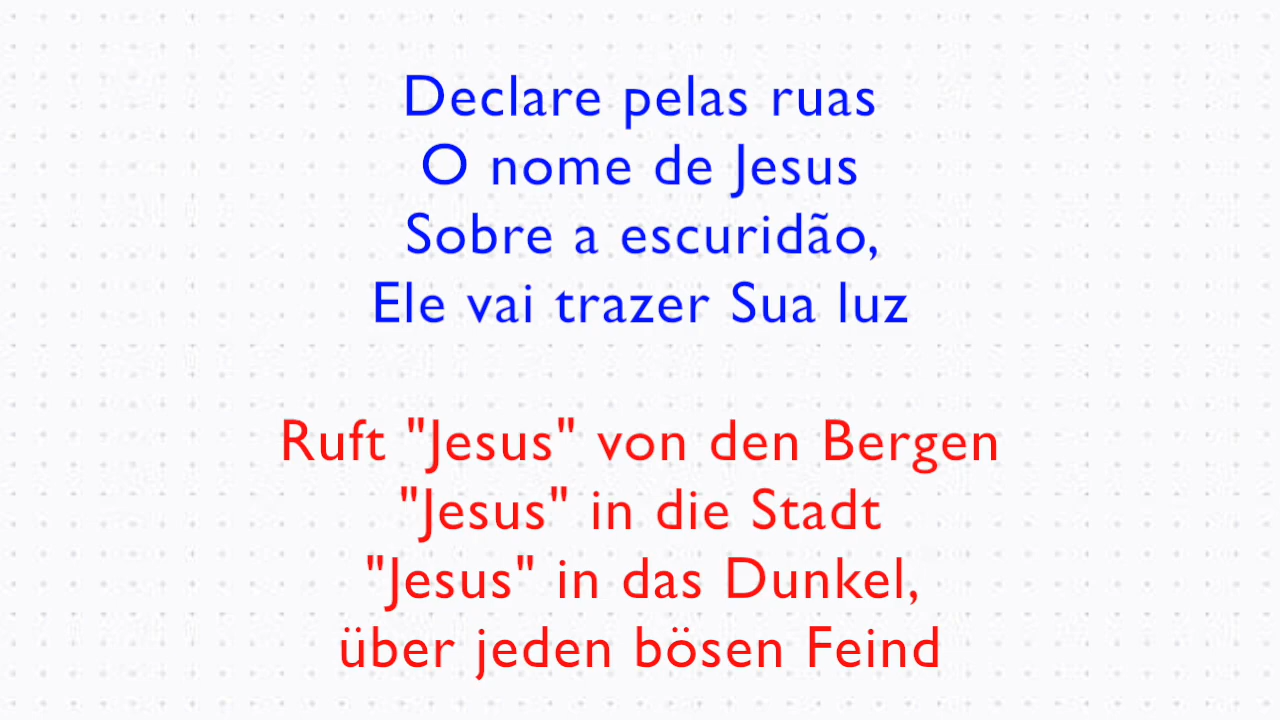 Declare pelas ruas
O nome de Jesus
Sobre a escuridão,
Ele vai trazer Sua luz
Ruft "Jesus" von den Bergen
"Jesus" in die Stadt
"Jesus" in das Dunkel,
über jeden bösen Feind